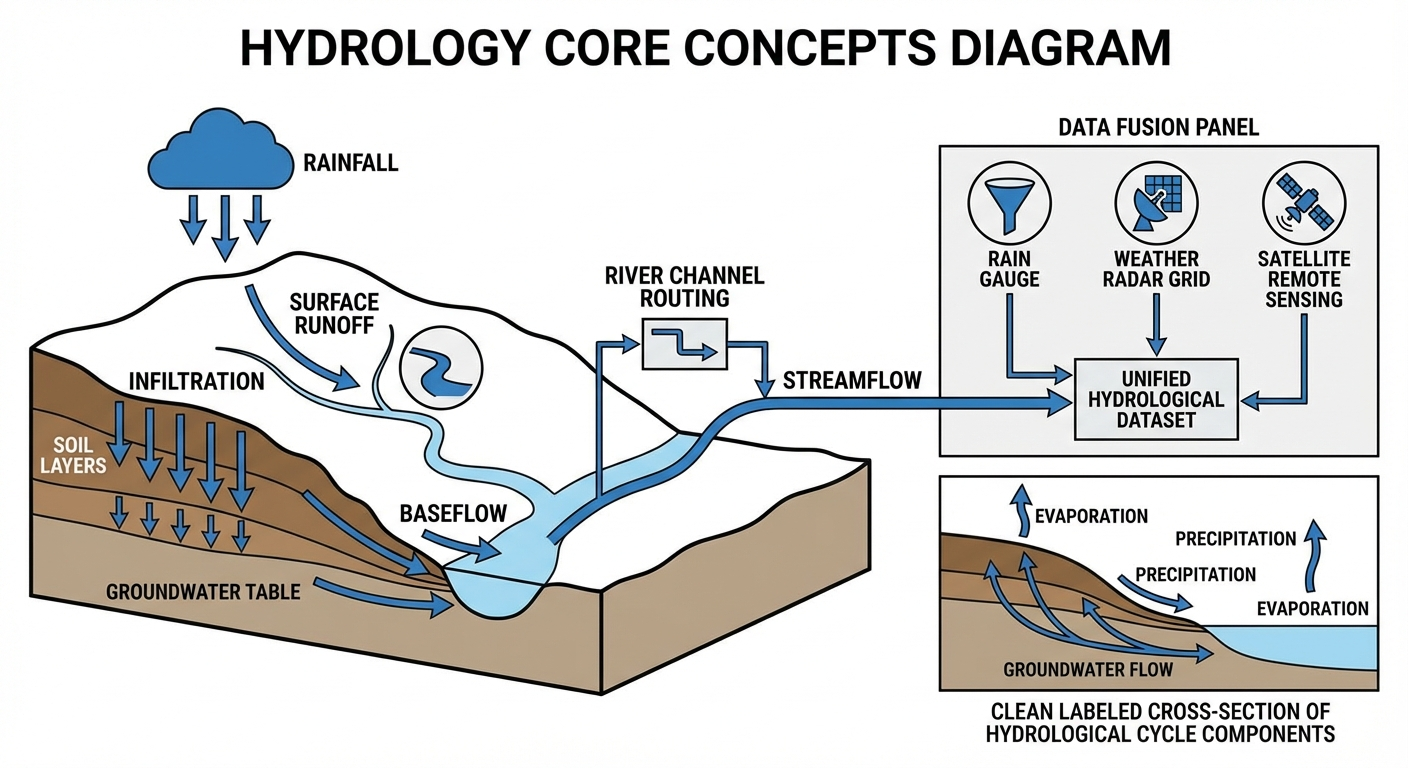 HYDROLOGY CORE CONCEPTS DIAGRAM
RAINFALL
SURFACE
RUNOFF
INFILTRATION
SOIL
LAYERS
BASEFLOW
GROUNDWATER TABLE
RIVER CHANNEL
ROUTING
STREAMFLOW
DATA FUSION PANEL
RAIN
GAUGE
WEATHER
RADAR GRID
SATELLITE
REMOTE
SENSING
UNIFIED
HYDROLOGICAL
DATASET
EVAPORATION
PRECIPITATION
PRECIPITATION
EVAPORATION
GROUNDWATER FLOW
CLEAN LABELED CROSS-SECTION OF
HYDROLOGICAL CYCLE COMPONENTS